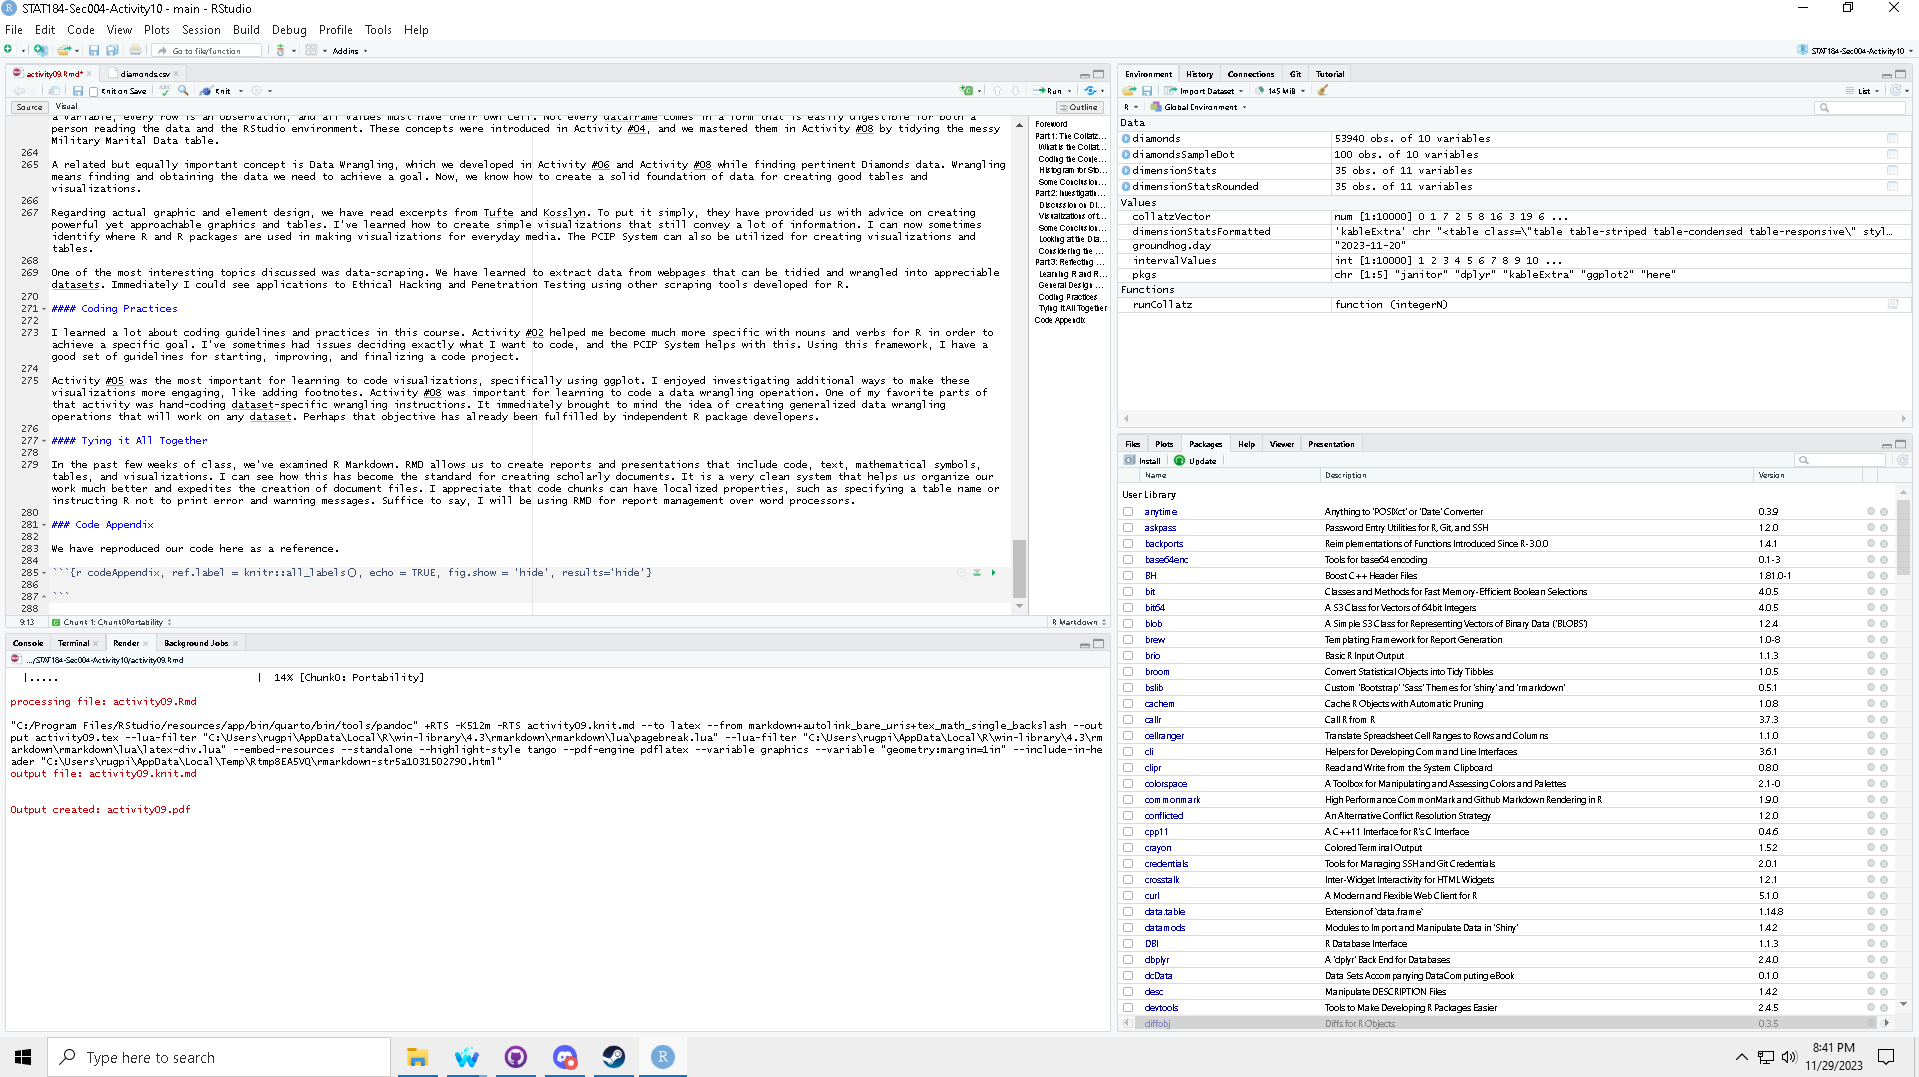 STAT184-Sec004-Activity10 - main - RStudio
File Edit Code View Plots Session Build Debug Profile Tools Help
Go to file/function Addins
STAT184-Sec004-Activity10
activity09.Rmd* diamonds.csv
Knit on Save Knit Run
Source Visual Outline
a variable, every row is an observation, and all values must have their own cell. Not every dataframe comes in a form that is easily digestible for both a
person reading the data and the RStudio environment. These concepts were introduced in Activity #04, and we mastered them in Activity #08 by tidying the messy
Military Marital Data table.
264
265 A related but equally important concept is Data Wrangling, which we developed in Activity #06 and Activity #08 while finding pertinent Diamonds data. Wrangling
means finding and obtaining the data we need to achieve a goal. Now, we know how to create a solid foundation of data for creating good tables and
visualizations.
266
267 Regarding actual graphic and element design, we have read excerpts from Tufte and Kosslyn. To put it simply, they have provided us with advice on creating
powerful yet approachable graphics and tables. I've learned how to create simple visualizations that still convey a lot of information. I can now sometimes
identify where R and R packages are used in making visualizations for everyday media. The PCIP System can also be utilized for creating visualizations and
tables.
268
269 One of the most interesting topics discussed was data-scraping. We have learned to extract data from webpages that can be tidied and wrangled into appreciable
datasets. Immediately I could see applications to Ethical Hacking and Penetration Testing using other scraping tools developed for R.
270
271 #### Coding Practices
272
273 I learned a lot about coding guidelines and practices in this course. Activity #02 helped me become much more specific with nouns and verbs for R in order to
achieve a specific goal. I've sometimes had issues deciding exactly what I want to code, and the PCIP System helps with this. Using this framework, I have a
good set of guidelines for starting, improving, and finalizing a code project.
274
275 Activity #05 was the most important for learning to code visualizations, specifically using ggplot. I enjoyed investigating additional ways to make these
visualizations more engaging, like adding footnotes. Activity #08 was important for learning to code a data wrangling operation. One of my favorite parts of
that activity was hand-coding dataset-specific wrangling instructions. It immediately brought to mind the idea of creating generalized data wrangling
operations that will work on any dataset. Perhaps that objective has already been fulfilled by independent R package developers.
276
277 #### Tying it All Together
278
279 In the past few weeks of class, we've examined R Markdown. RMD allows us to create reports and presentations that include code, text, mathematical symbols,
tables, and visualizations. I can see how this has become the standard for creating scholarly documents. It is a very clean system that helps us organize our
work much better and expedites the creation of document files. I appreciate that code chunks can have localized properties, such as specifying a table name or
instructing R not to print error and warning messages. Suffice to say, I will be using RMD for report management over word processors.
280
281 ### Code Appendix
282
283 We have reproduced our code here as a reference.
284
285 ```{r codeAppendix, ref.label = knitr::all_labels(), echo = TRUE, fig.show = 'hide', results='hide'}
286
287 ```
288
Foreword
Part 1: The Collatz...
What is the Collat...
Coding the Conje...
Histogram for Sto...
Some Conclusion...
Part2: Investigatin...
Discussion on Di...
Visualizations of t...
Some Conclusion...
Looking at the Dia...
Considering the ...
Part3: Reflecting ...
Learning R and R...
General Design ...
Coding Practices
Tying It All Together
Code Appendix
9:13 Chunk 1: Chunk0Portability R Markdown
Console Terminal Render Background Jobs
.../STAT184-Sec004-Activity10/activity09.Rmd
|..... | 14% [Chunk0: Portability]
processing file: activity09.Rmd
"C:/Program Files/RStudio/resources/app/bin/quarto/bin/tools/pandoc" +RTS -K512m -RTS activity09.knit.md --to latex --from markdown+autolink_bare_uris+tex_math_single_backslash --out
put activity09.tex --lua-filter "C:\Users\rugpi\AppData\Local\R\win-library\4.3\rmarkdown\rmarkdown\lua\pagebreak.lua" --lua-filter "C:\Users\rugpi\AppData\Local\R\win-library\4.3\rm
arkdown\rmarkdown\lua\latex-div.lua" --embed-resources --standalone --highlight-style tango --pdf-engine pdflatex --variable graphics --variable "geometry:margin=1in" --include-in-he
ader "C:\Users\rugpi\AppData\Local\Temp\Rtmp8EA5VQ\rmarkdown-str5a1031502790.html"
output file: activity09.knit.md
Output created: activity09.pdf
Environment History Connections Git Tutorial
Import Dataset 145 MiB List
R Global Environment
Data
diamonds 53940 obs. of 10 variables
diamondsSampleDot 100 obs. of 10 variables
dimensionStats 35 obs. of 11 variables
dimensionStatsRounded 35 obs. of 11 variables
Values
collatzVector num [1:10000] 0 1 7 2 5 8 16 3 19 6 ...
dimensionStatsFormatted 'kableExtra' chr "<table class=\"table table-striped table-condensed table-responsive\" styl...
groundhog.day "2023-11-20"
intervalValues int [1:10000] 1 2 3 4 5 6 7 8 9 10 ...
pkgs chr [1:5] "janitor" "dplyr" "kableExtra" "ggplot2" "here"
Functions
runCollatz function (integerN)
Files Plots Packages Help Viewer Presentation
Install Update
Name Description Version
User Library
anytime Anything to 'POSIXct' or 'Date' Converter 0.3.9
askpass Password Entry Utilities for R, Git, and SSH 1.2.0
backports Reimplementations of Functions Introduced Since R-3.0.0 1.4.1
base64enc Tools for base64 encoding 0.1-3
BH Boost C++ Header Files 1.81.0-1
bit Classes and Methods for Fast Memory-Efficient Boolean Selections 4.0.5
bit64 A S3 Class for Vectors of 64bit Integers 4.0.5
blob A Simple S3 Class for Representing Vectors of Binary Data ('BLOBS') 1.2.4
brew Templating Framework for Report Generation 1.0-8
brio Basic R Input Output 1.1.3
broom Convert Statistical Objects into Tidy Tibbles 1.0.5
bslib Custom 'Bootstrap' 'Sass' Themes for 'shiny' and 'rmarkdown' 0.5.1
cachem Cache R Objects with Automatic Pruning 1.0.8
callr Call R from R 3.7.3
cellranger Translate Spreadsheet Cell Ranges to Rows and Columns 1.1.0
cli Helpers for Developing Command Line Interfaces 3.6.1
clipr Read and Write from the System Clipboard 0.8.0
colorspace A Toolbox for Manipulating and Assessing Colors and Palettes 2.1-0
commonmark High Performance CommonMark and Github Markdown Rendering in R 1.9.0
conflicted An Alternative Conflict Resolution Strategy 1.2.0
cpp11 A C++11 Interface for R's C Interface 0.4.6
crayon Colored Terminal Output 1.5.2
credentials Tools for Managing SSH and Git Credentials 2.0.1
crosstalk Inter-Widget Interactivity for HTML Widgets 1.2.1
curl A Modern and Flexible Web Client for R 5.1.0
data.table Extension of `data.frame` 1.14.8
datamods Modules to Import and Manipulate Data in 'Shiny' 1.4.2
DBI R Database Interface 1.1.3
dbplyr A 'dplyr' Back End for Databases 2.4.0
dcData Data Sets Accompanying DataComputing eBook 0.1.0
desc Manipulate DESCRIPTION Files 1.4.2
devtools Tools to Make Developing R Packages Easier 2.4.5
diffobj Diffs for R Objects 0.3.5
Type here to search
8:41 PM
11/29/2023